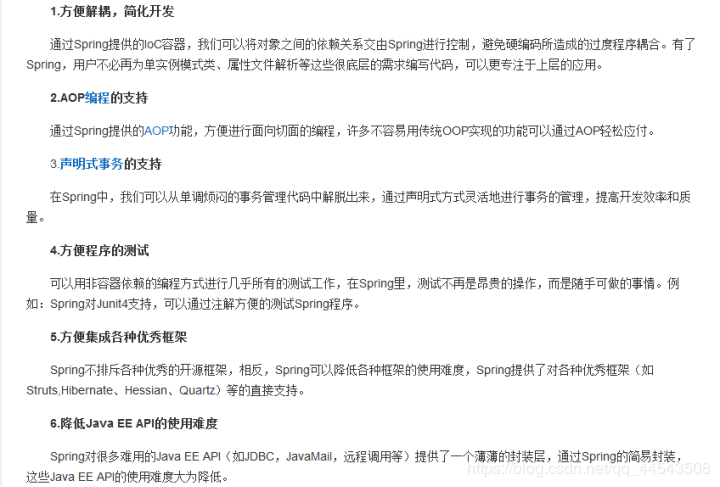 1.方便解耦，简化开发
通过Spring提供的IoC容器，我们可以将对象之间的依赖关系交由Spring进行控制，避免硬编码所造成的过度程序耦合。有了
Spring，用户不必再为单实例模式类、属性文件解析等这些很底层的需求编写代码，可以更专注于上层的应用。
2.AOP编程的支持
通过Spring提供的AOP功能，方便进行面向切面的编程，许多不容易用传统OOP实现的功能可以通过AOP轻松应付。
3.声明式事务的支持
在Spring中，我们可以从单调烦闷的事务管理代码中解脱出来，通过声明式方式灵活地进行事务的管理，提高开发效率和质
量。
4.方便程序的测试
可以用非容器依赖的编程方式进行几乎所有的测试工作，在Spring里，测试不再是昂贵的操作，而是随手可做的事情。例
如：Spring对Junit4支持，可以通过注解方便的测试Spring程序。
5.方便集成各种优秀框架
Spring不排斥各种优秀的开源框架，相反，Spring可以降低各种框架的使用难度，Spring提供了对各种优秀框架（如
Struts,Hibernate、Hessian、Quartz）等的直接支持。
6.降低Java EE API的使用难度
Spring对很多难用的Java EE API（如JDBC，JavaMail，远程调用等）提供了一个薄薄的封装层，通过Spring的简易封装，
这些Java EE API的使用难度大为降低。
https://blog.csdn.net/qq_44543508